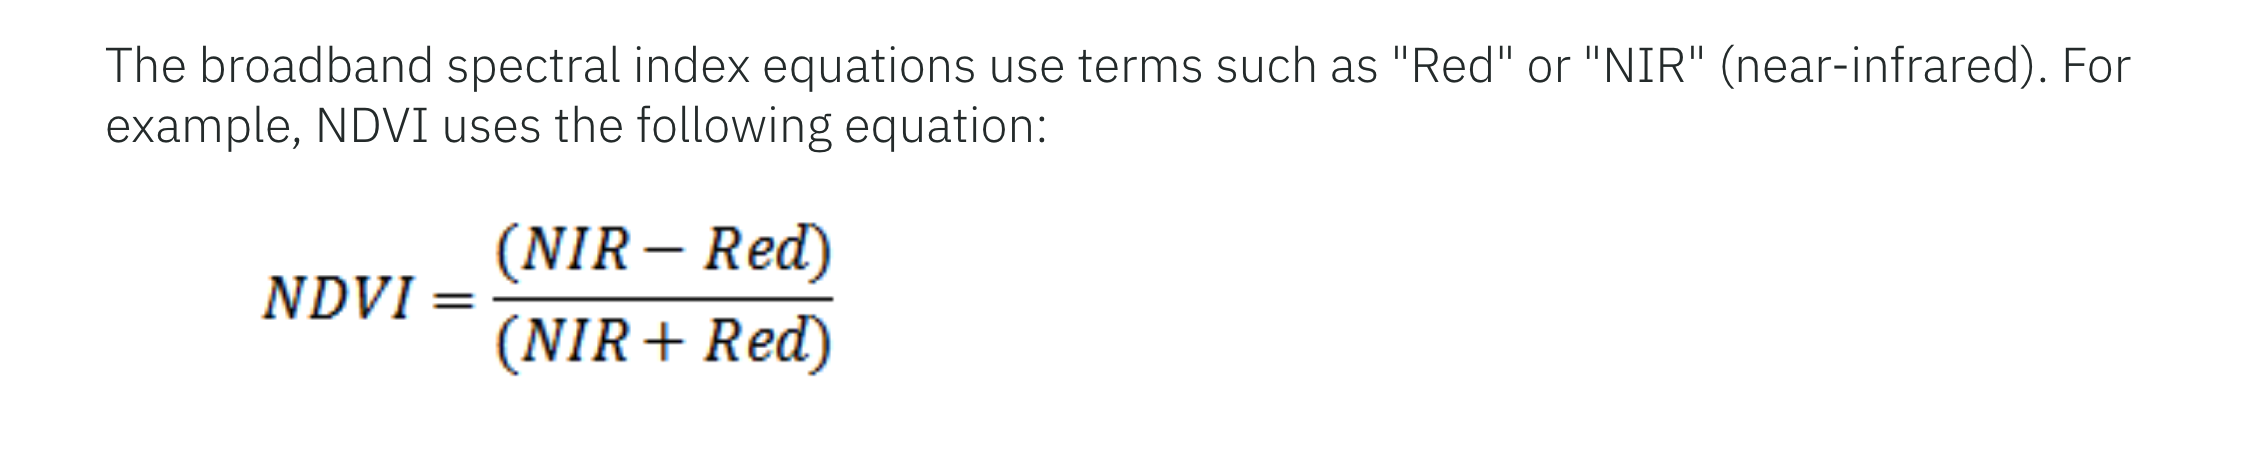 The broadband spectral index equations use terms such as "Red" or "NIR" (near-infrared). For
example, NDVI uses the following equation:
NDVI = (NIR − Red)
(NIR + Red)